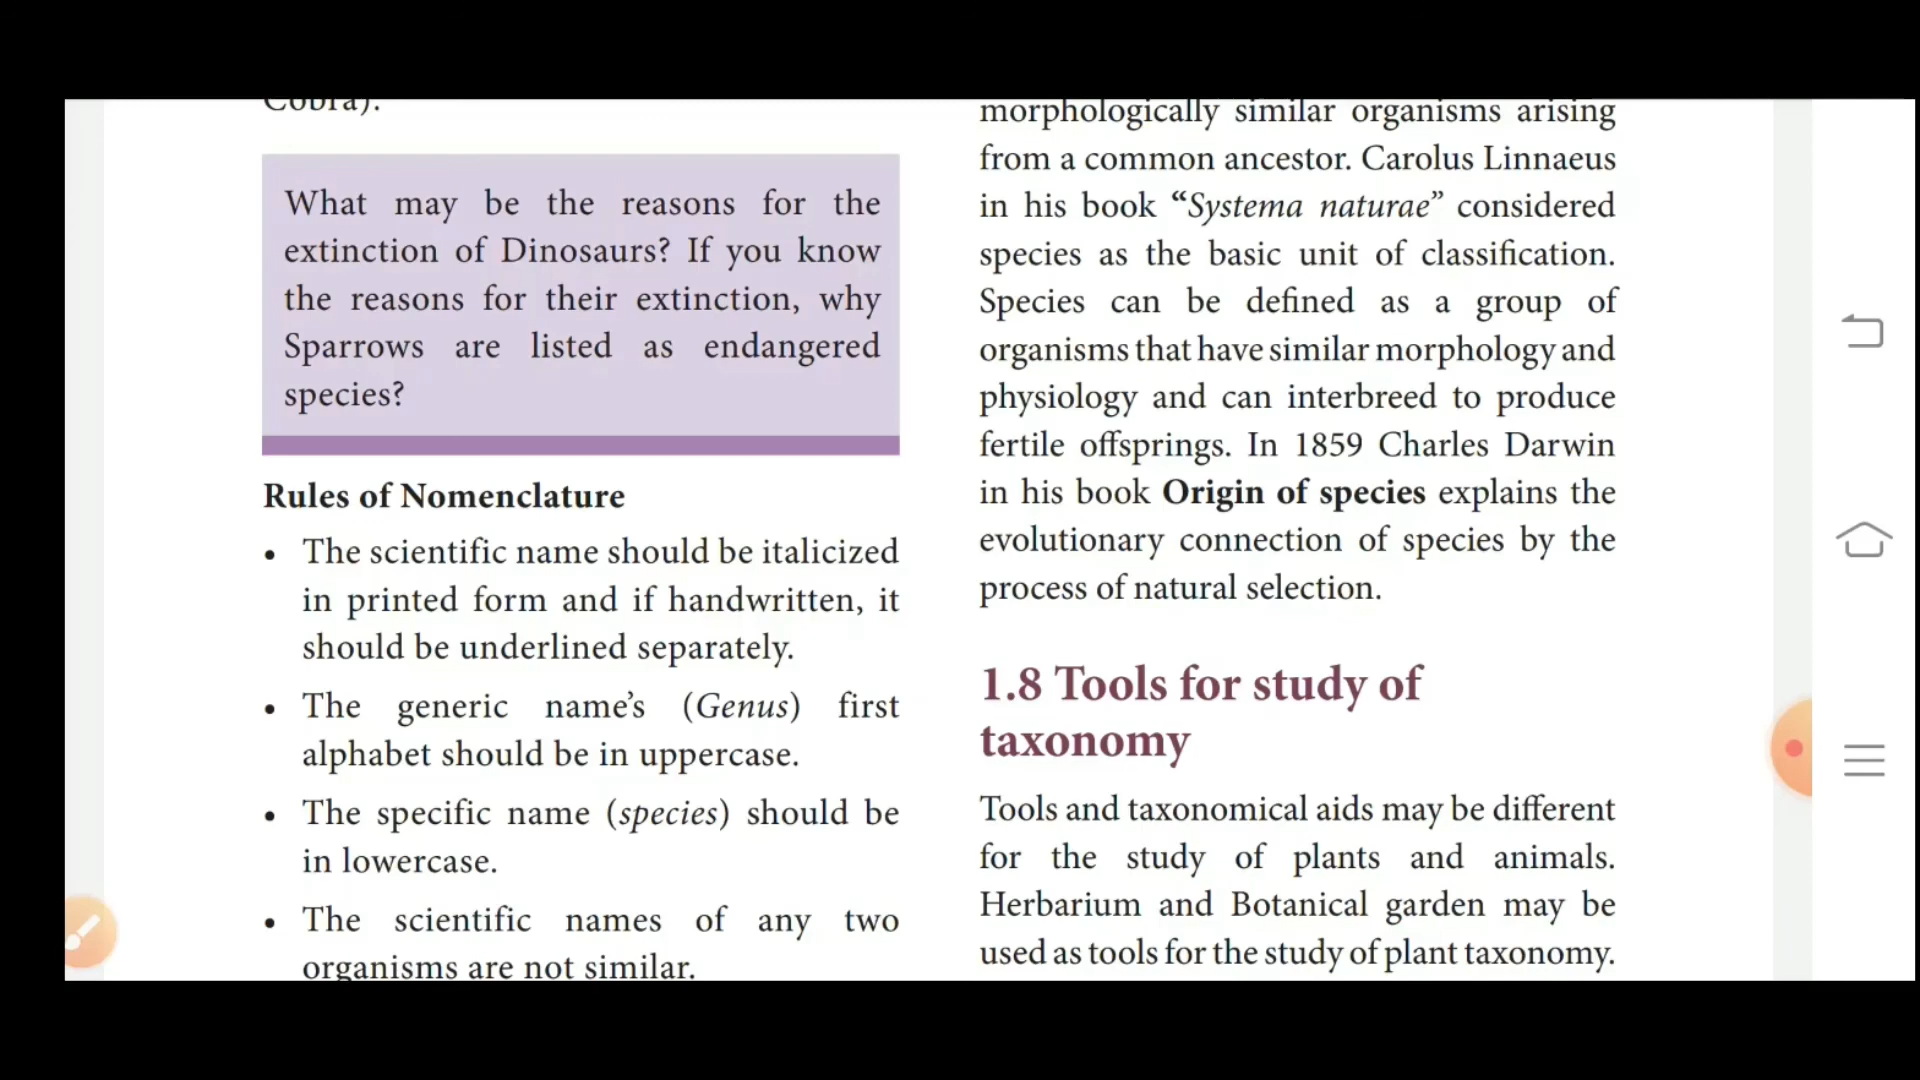 Cobra).
What may be the reasons for the
extinction of Dinosaurs? If you know
the reasons for their extinction, why
Sparrows are listed as endangered
species?
Rules of Nomenclature
• The scientific name should be italicized
in printed form and if handwritten, it
should be underlined separately.
• The generic name’s (Genus) first
alphabet should be in uppercase.
• The specific name (species) should be
in lowercase.
• The scientific names of any two
organisms are not similar.
morphologically similar organisms arising
from a common ancestor. Carolus Linnaeus
in his book “Systema naturae” considered
species as the basic unit of classification.
Species can be defined as a group of
organisms that have similar morphology and
physiology and can interbreed to produce
fertile offsprings. In 1859 Charles Darwin
in his book Origin of species explains the
evolutionary connection of species by the
process of natural selection.
1.8 Tools for study of
taxonomy
Tools and taxonomical aids may be different
for the study of plants and animals.
Herbarium and Botanical garden may be
used as tools for the study of plant taxonomy.